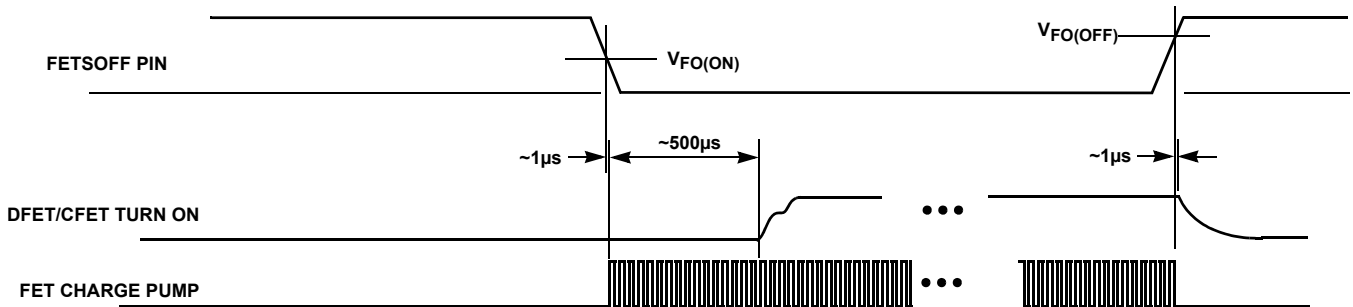 V_FO(OFF)
FETSOFF PIN
V_FO(ON)
~500µs
~1µs
~1µs
DFET/CFET TURN ON
FET CHARGE PUMP